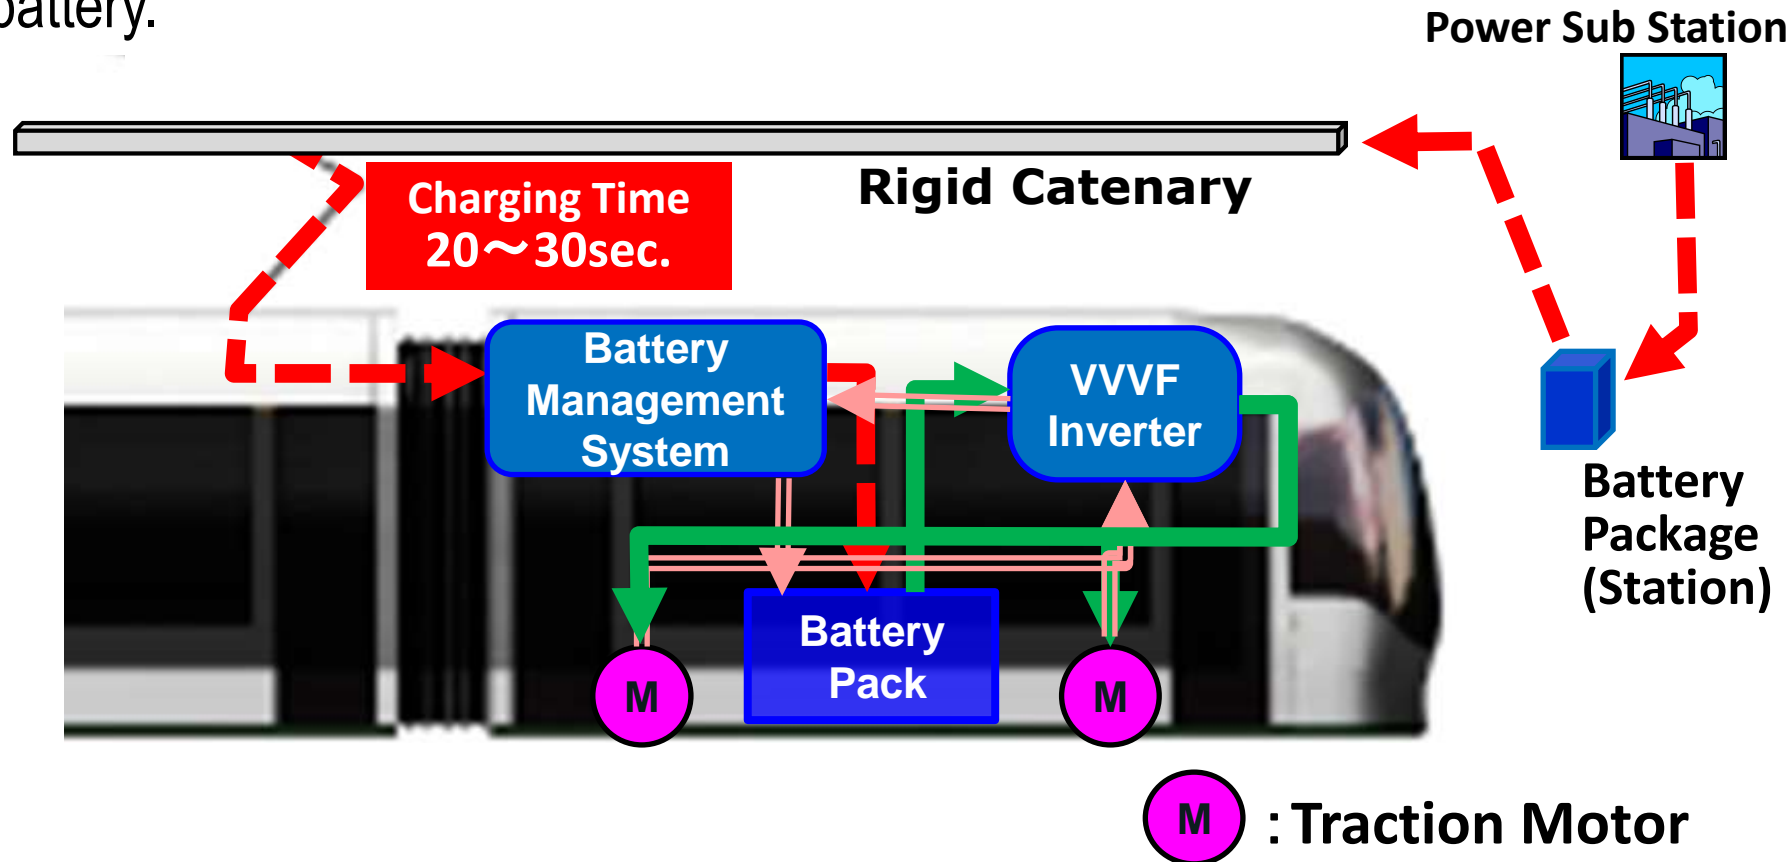 battery.
Power Sub Station
Rigid Catenary
Charging Time
20～30sec.
Battery
Management
System
VVVF
Inverter
Battery
Package
(Station)
Battery
Pack
M
M
M
: Traction Motor